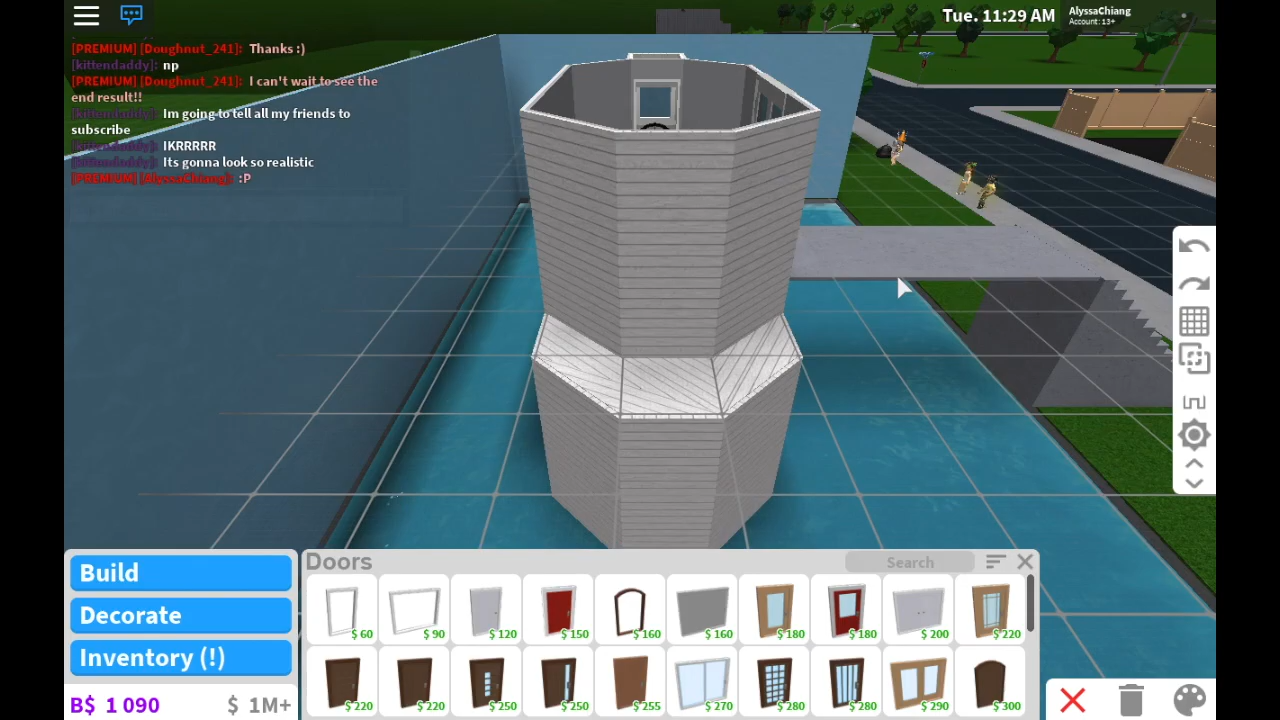 Tue. 11:29 AM
AlyssaChiang
Account: 13+
[PREMIUM] [Doughnut_241]: Thanks :)
[kittendaddy]: np
[PREMIUM] [Doughnut_241]: I can't wait to see the
end result!!
[kittendaddy]: Im going to tell all my friends to
subscribe
[kittendaddy]: IKRRRRR
[kittendaddy]: Its gonna look so realistic
[PREMIUM] [AlyssaChiang]: :P
Build
Decorate
Inventory (!)
B$ 1 090
$ 1M+
Doors
Search
$ 60
$ 90
$ 120
$ 150
$ 160
$ 160
$ 180
$ 180
$ 200
$ 220
$ 220
$ 220
$ 250
$ 250
$ 255
$ 270
$ 280
$ 280
$ 290
$ 300